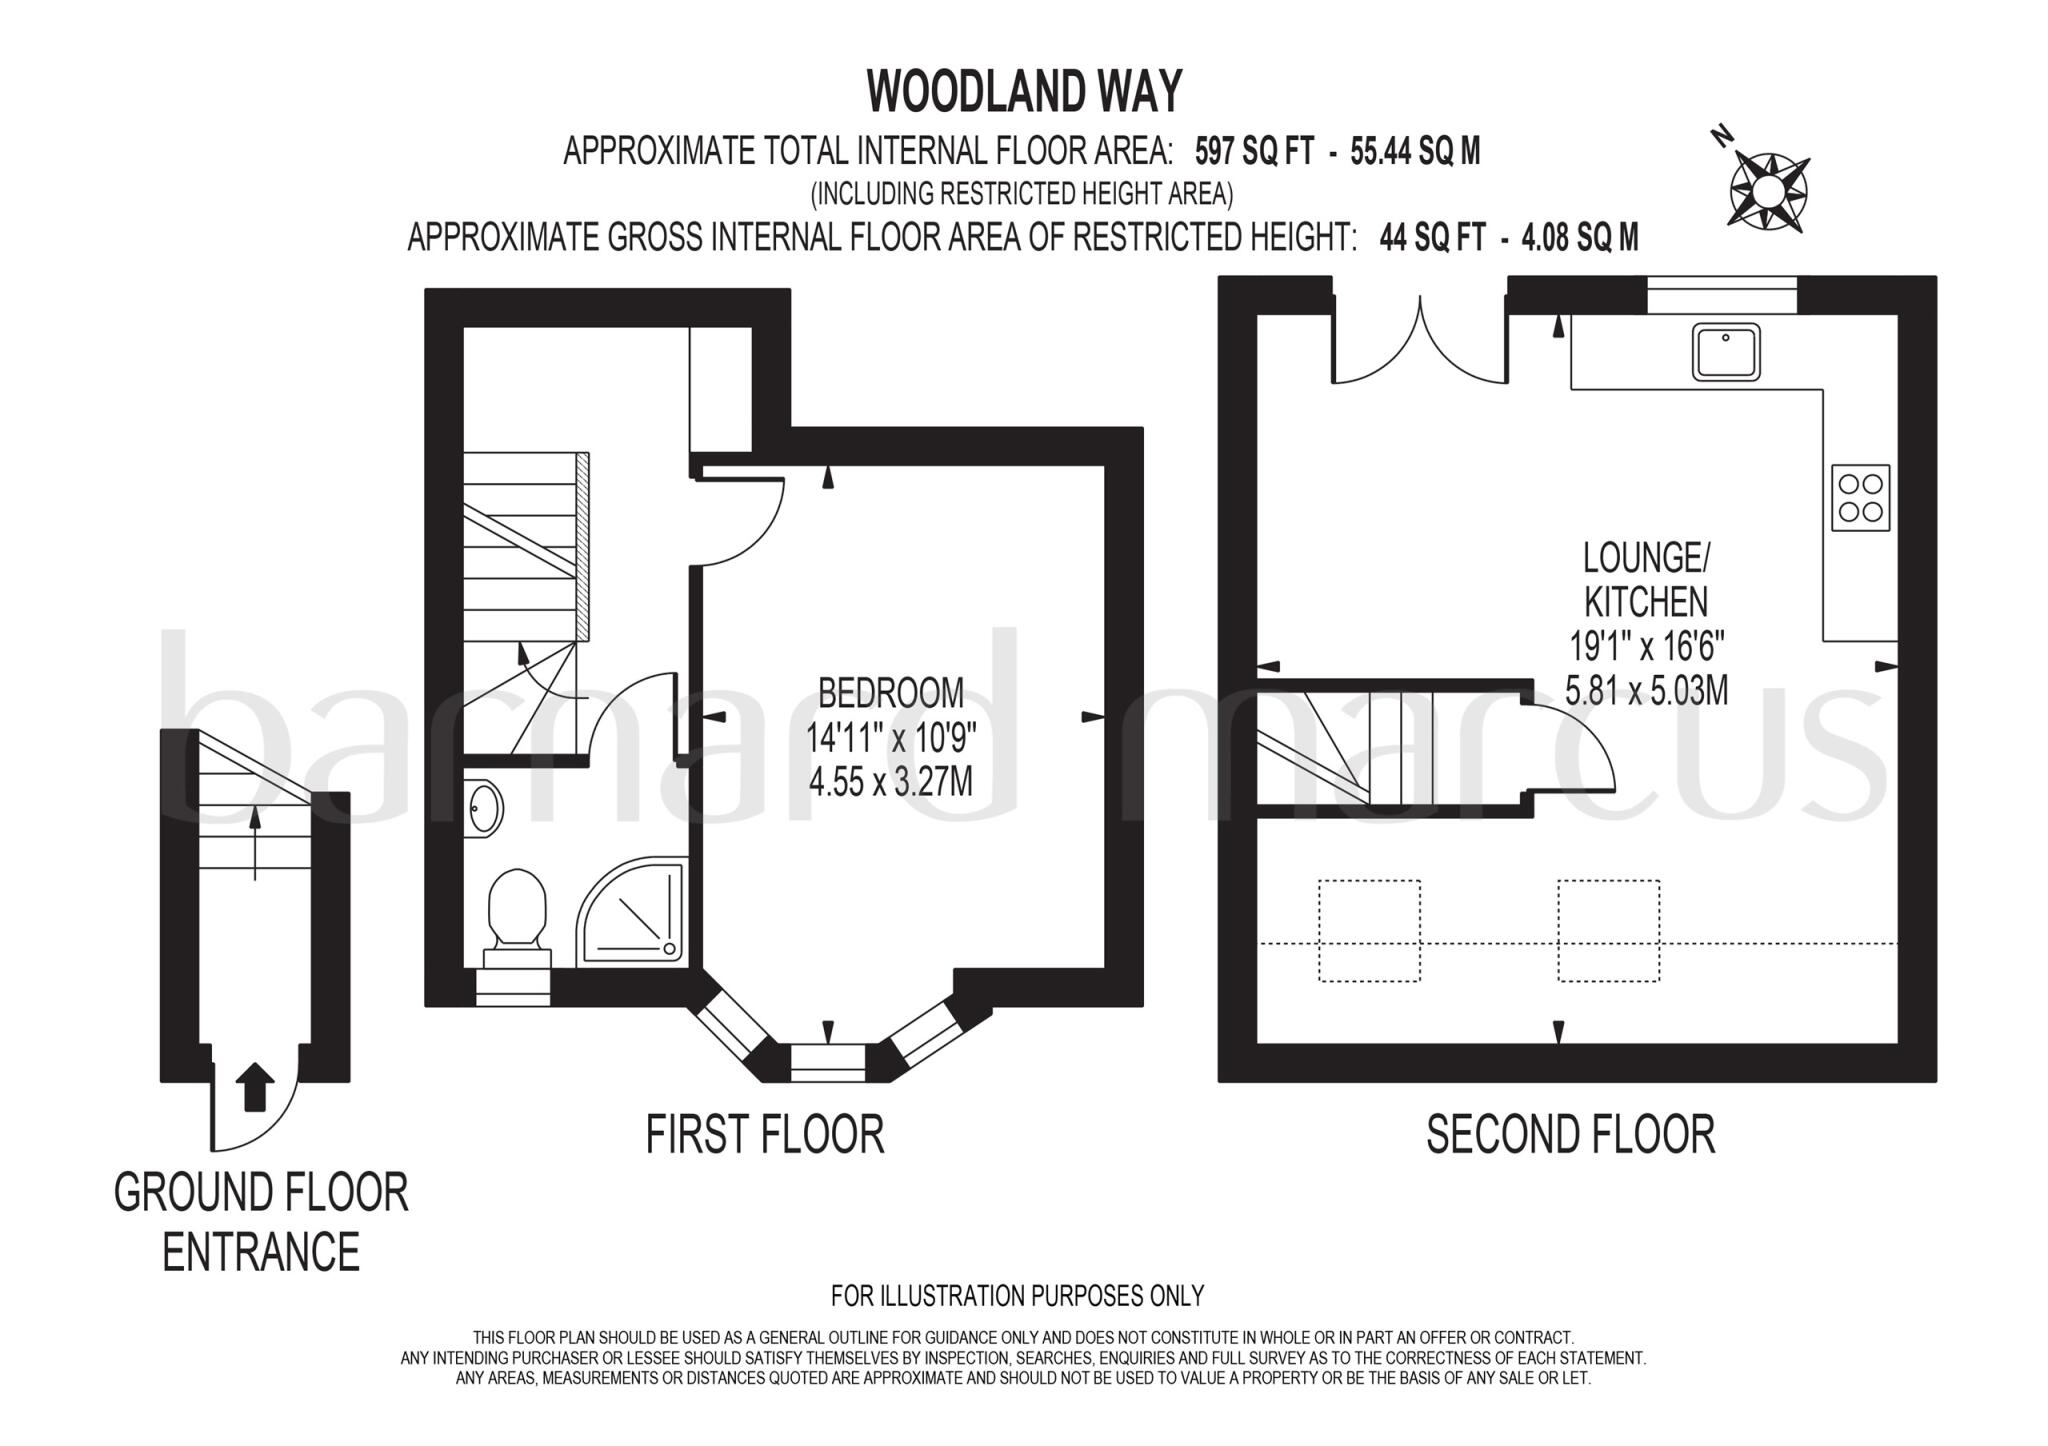 WOODLAND WAY
APPROXIMATE TOTAL INTERNAL FLOOR AREA: 597 SQ FT - 55.44 SQ M
(INCLUDING RESTRICTED HEIGHT AREA)
APPROXIMATE GROSS INTERNAL FLOOR AREA OF RESTRICTED HEIGHT: 44 SQ FT - 4.08 SQ M
N
LOUNGE/
KITCHEN
19'1" x 16'6"
5.81 x 5.03M
BEDROOM
14'11" x 10'9"
4.55 x 3.27M
barnard marcus
FIRST FLOOR
SECOND FLOOR
GROUND FLOOR
ENTRANCE
FOR ILLUSTRATION PURPOSES ONLY
THIS FLOOR PLAN SHOULD BE USED AS A GENERAL OUTLINE FOR GUIDANCE ONLY AND DOES NOT CONSTITUTE IN WHOLE OR IN PART AN OFFER OR CONTRACT.
ANY INTENDING PURCHASER OR LESSEE SHOULD SATISFY THEMSELVES BY INSPECTION, SEARCHES, ENQUIRIES AND FULL SURVEY AS TO THE CORRECTNESS OF EACH STATEMENT.
ANY AREAS, MEASUREMENTS OR DISTANCES QUOTED ARE APPROXIMATE AND SHOULD NOT BE USED TO VALUE A PROPERTY OR BE THE BASIS OF ANY SALE OR LET.